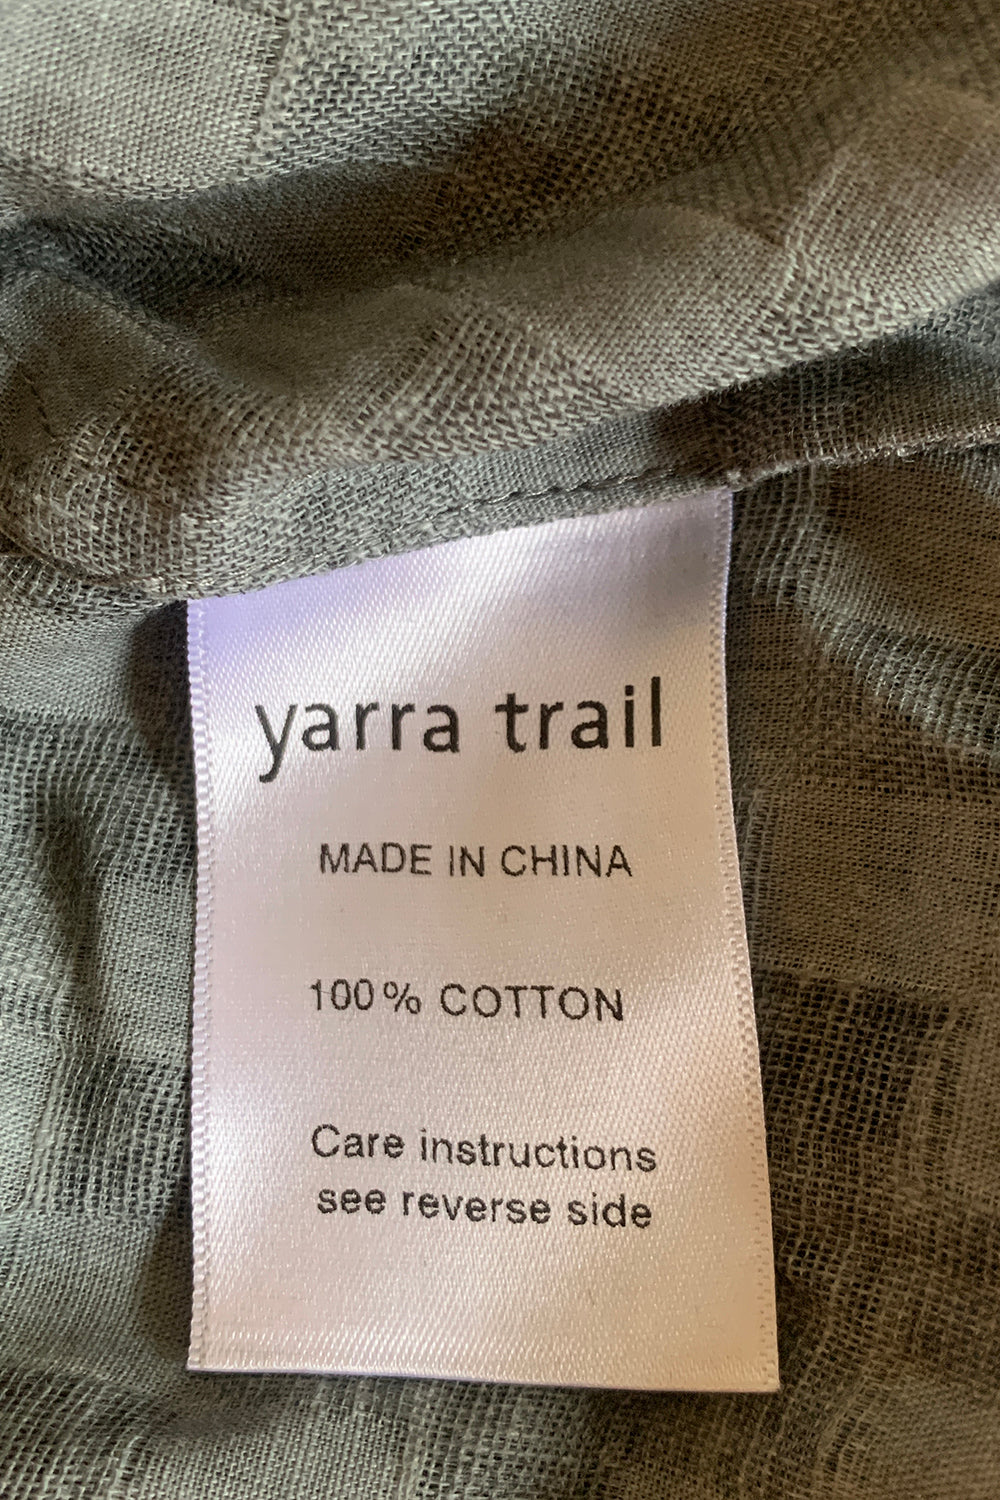 yarra trail
MADE IN CHINA
100% COTTON
Care instructions
see reverse side